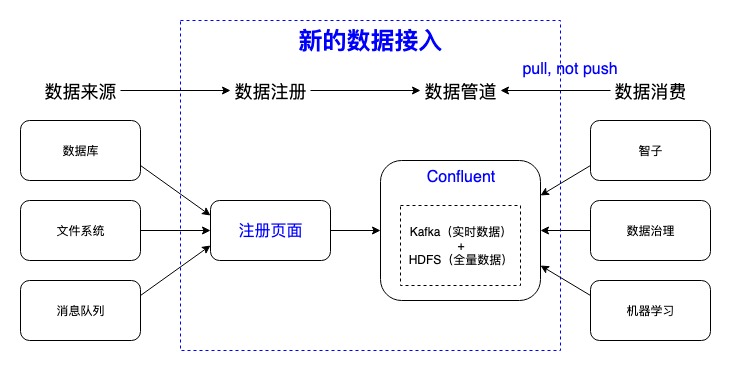 新的数据接入
pull, not push
数据来源
数据注册
数据管道
数据消费
数据库
文件系统
消息队列
注册页面
Confluent
Kafka（实时数据）
+
HDFS（全量数据）
智子
数据治理
机器学习